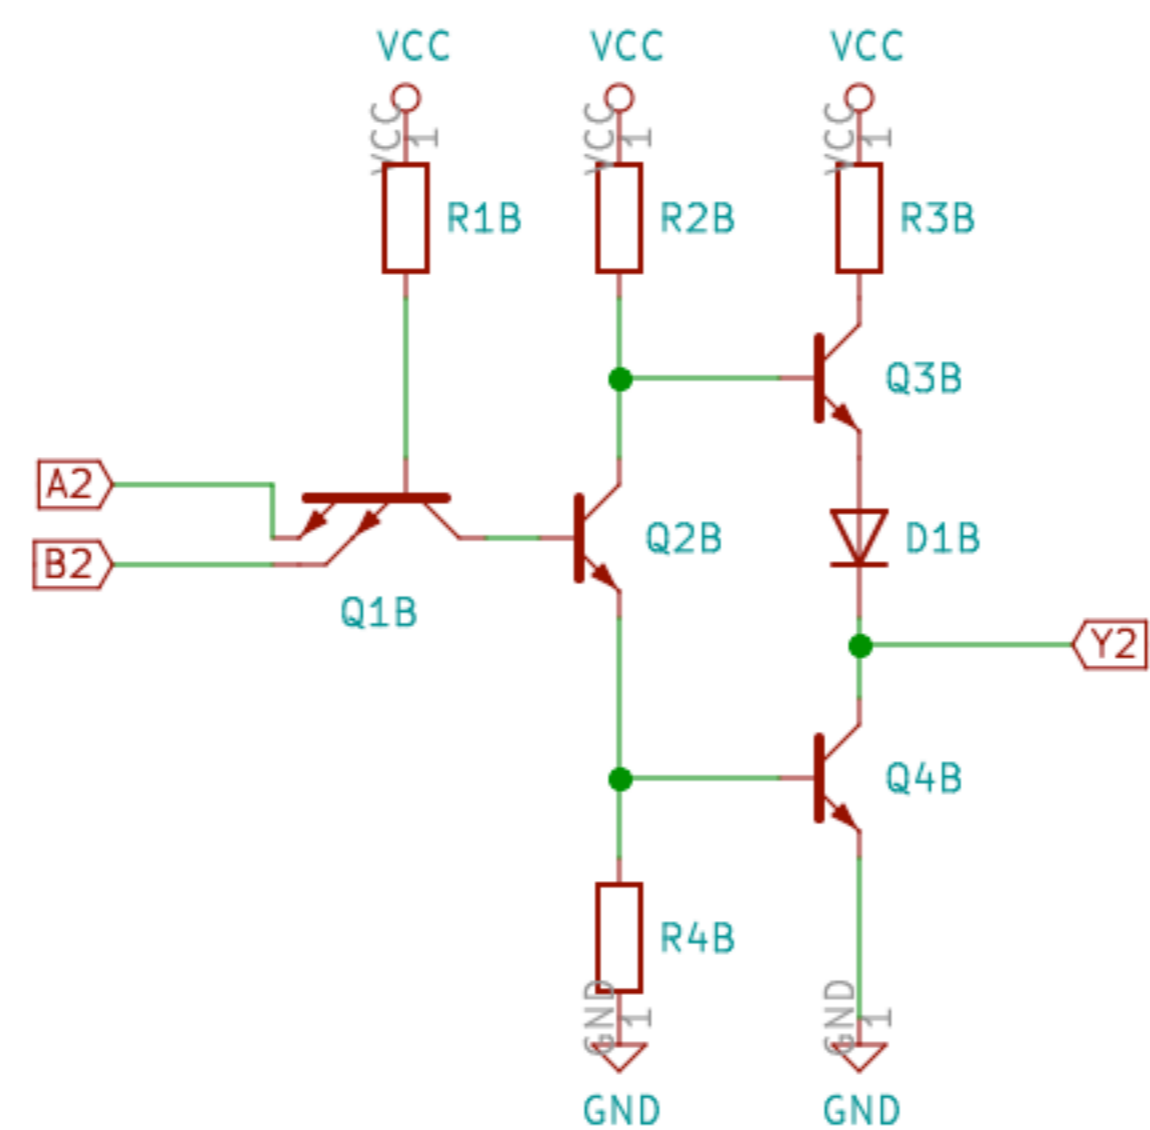 VCC VCC VCC
VCC 1 VCC 1 VCC 1
R1B R2B R3B
Q3B
A2
Q2B D1B
B2
Q1B
Y2
Q4B
R4B
GND 1 GND 1
GND GND